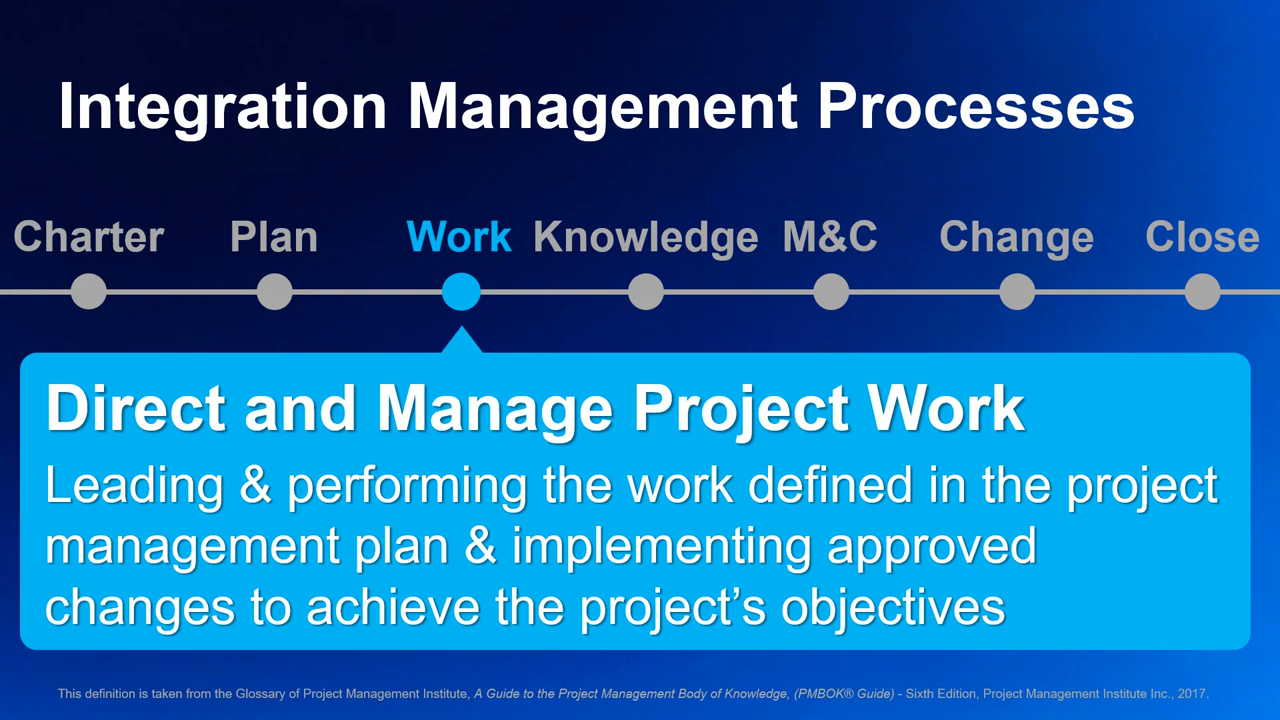 Integration Management Processes
Charter Plan Work Knowledge M&C Change Close
Direct and Manage Project Work
Leading & performing the work defined in the project
management plan & implementing approved
changes to achieve the project’s objectives
This definition is taken from the Glossary of Project Management Institute, A Guide to the Project Management Body of Knowledge, (PMBOK® Guide) - Sixth Edition, Project Management Institute Inc., 2017.